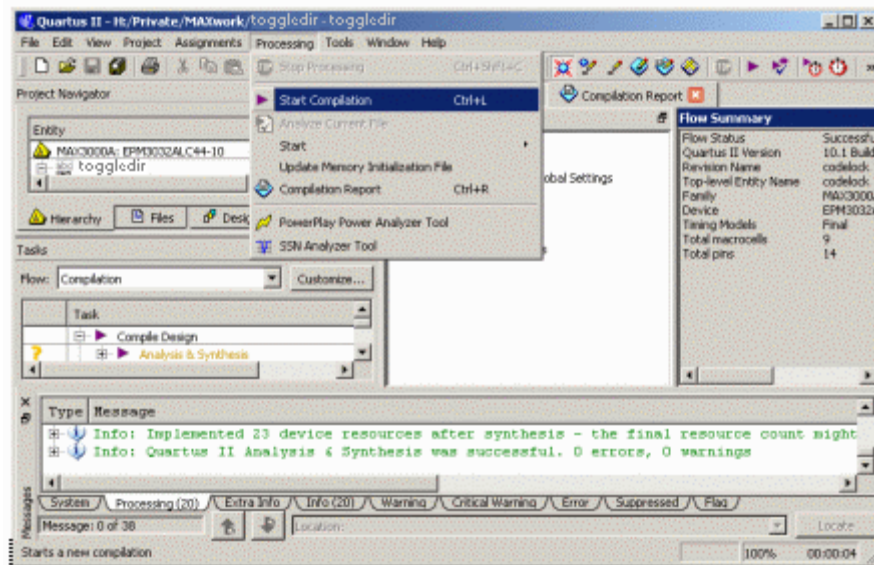 Quartus II - H:/Private/MAXwork/toggledir - toggledir
File Edit View Project Assignments Processing Tools Window Help
Stop Processing Ctrl+Shift+C
Project Navigator
Start Compilation Ctrl+L
Compilation Report
Analyze Current File
Flow Summary
Entity
Start
Flow Status Successfu
MAX3000A: EPM3032ALC44-10
Quartus II Version 10.1 Build
toggledir
Update Memory Initialization File
obal Settings
Revision Name codelock
Compilation Report Ctrl+R
Top-level Entity Name codelock
Family MAX3000A
Hierarchy Files Desig
PowerPlay Power Analyzer Tool
Device EPM3032A
Timing Models Final
Tasks
SSN Analyzer Tool
s
Total macrocells 9
Total pins 14
Flow: Compilation Customize...
Task
Compile Design
? Analysis & Synthesis
Type Message
Info: Implemented 23 device resources after synthesis - the final resource count might
Info: Quartus II Analysis & Synthesis was successful. 0 errors, 0 warnings
System Processing (20) Extra Info Info (20) Warning Critical Warning Error Suppressed Flag
Messages
Message: 0 of 38 Location: Locate
Starts a new compilation 100% 00:00:04